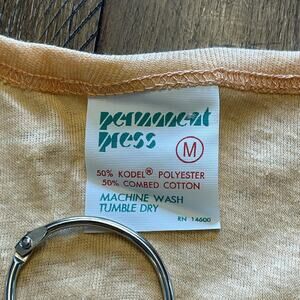 permanent
press
M
50% KODEL® POLYESTER
50% COMBED COTTON
MACHINE WASH
TUMBLE DRY
RN 14600